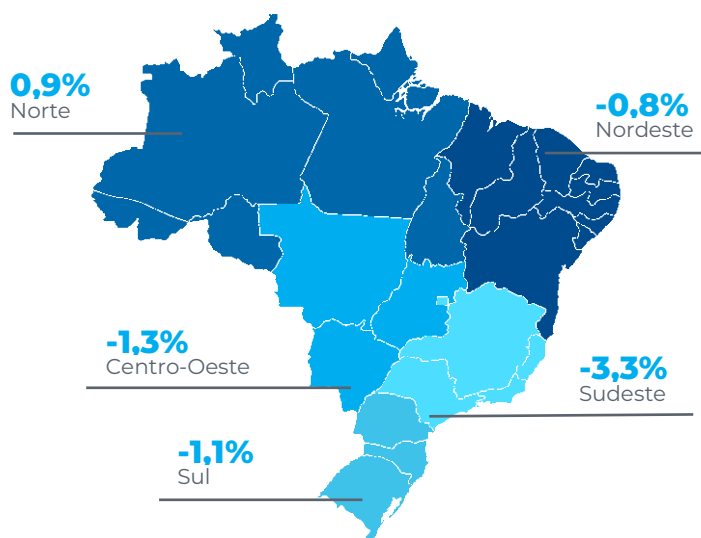 0,9%
Norte
-0,8%
Nordeste
-1,3%
Centro-Oeste
-3,3%
Sudeste
-1,1%
Sul